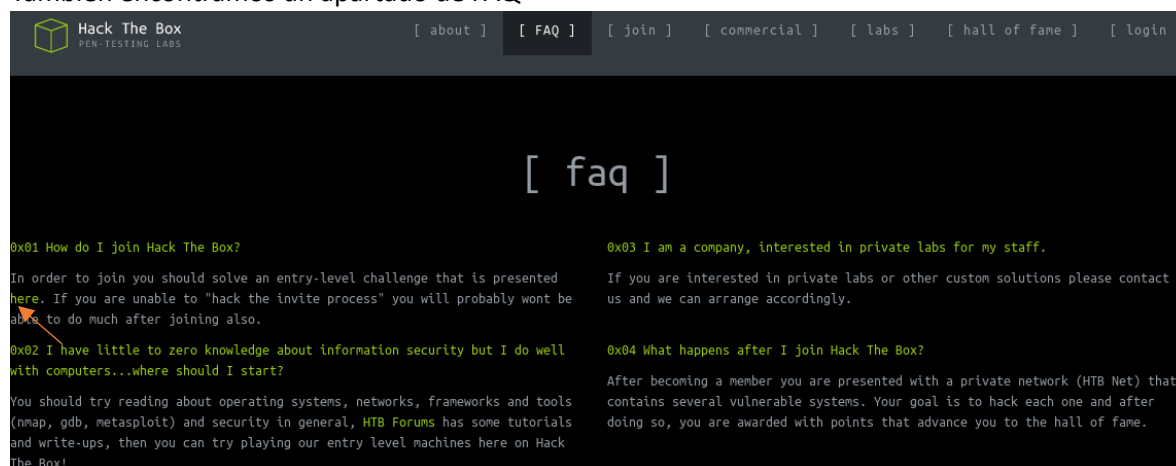 También encontramos un apartado de FAQ
Hack The Box
PEN-TESTING LABS
[ about ] [ FAQ ] [ join ] [ commercial ] [ labs ] [ hall of fame ] [ login
[ faq ]
0x01 How do I join Hack The Box?
In order to join you should solve an entry-level challenge that is presented
here. If you are unable to "hack the invite process" you will probably wont be
able to do much after joining also.
0x02 I have little to zero knowledge about information security but I do well
with computers...where should I start?
You should try reading about operating systems, networks, frameworks and tools
(nmap, gdb, metasploit) and security in general, HTB Forums has some tutorials
and write-ups, then you can try playing our entry level machines here on Hack
The Box!
0x03 I am a company, interested in private labs for my staff.
If you are interested in private labs or other custom solutions please contact
us and we can arrange accordingly.
0x04 What happens after I join Hack The Box?
After becoming a member you are presented with a private network (HTB Net) that
contains several vulnerable systems. Your goal is to hack each one and after
doing so, you are awarded with points that advance you to the hall of fame.